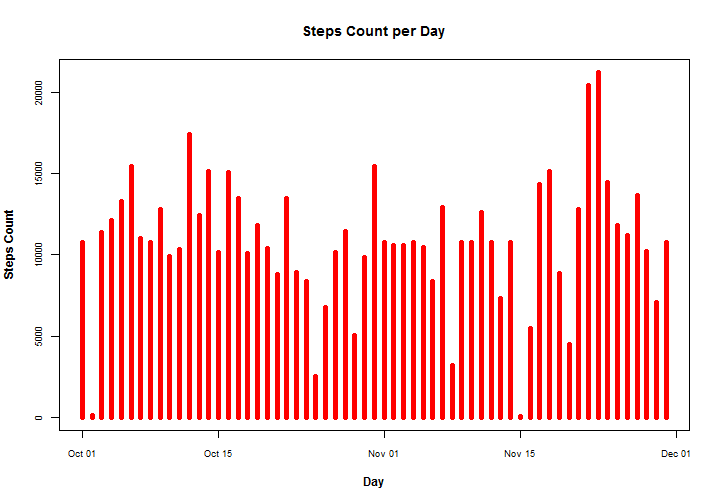 Steps Count per Day
Steps Count
20000
15000
10000
5000
0
Oct 01
Oct 15
Nov 01
Nov 15
Dec 01
Day